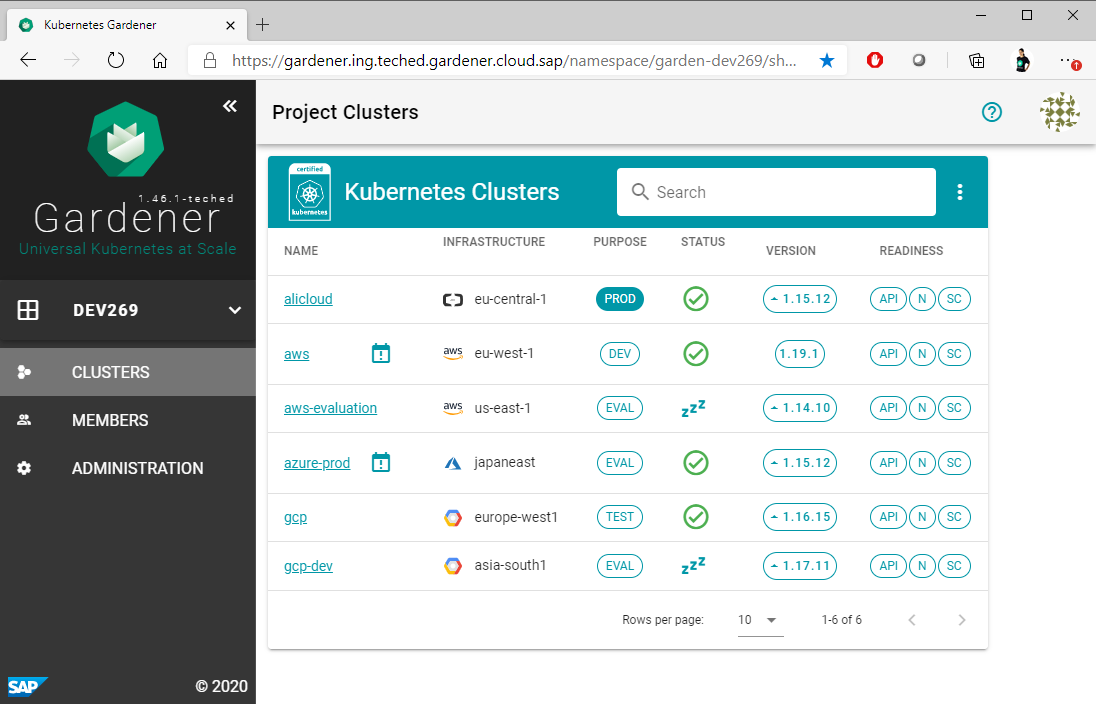 Kubernetes Gardener
https://gardener.ing.teched.gardener.cloud.sap/namespace/garden-dev269/sh...
1.46.1-teched
Gardener
Universal Kubernetes at Scale
DEV269
CLUSTERS
MEMBERS
ADMINISTRATION
SAP
© 2020
Project Clusters
certified
kubernetes
Kubernetes Clusters
Search
NAME INFRASTRUCTURE PURPOSE STATUS VERSION READINESS
alicloud eu-central-1 PROD 1.15.12 API N SC
aws aws eu-west-1 DEV 1.19.1 API N SC
aws-evaluation aws us-east-1 EVAL zzz 1.14.10 API N SC
azure-prod japaneast EVAL 1.15.12 API N SC
gcp europe-west1 TEST 1.16.15 API N SC
gcp-dev asia-south1 EVAL zzz 1.17.11 API N SC
Rows per page: 10 1-6 of 6